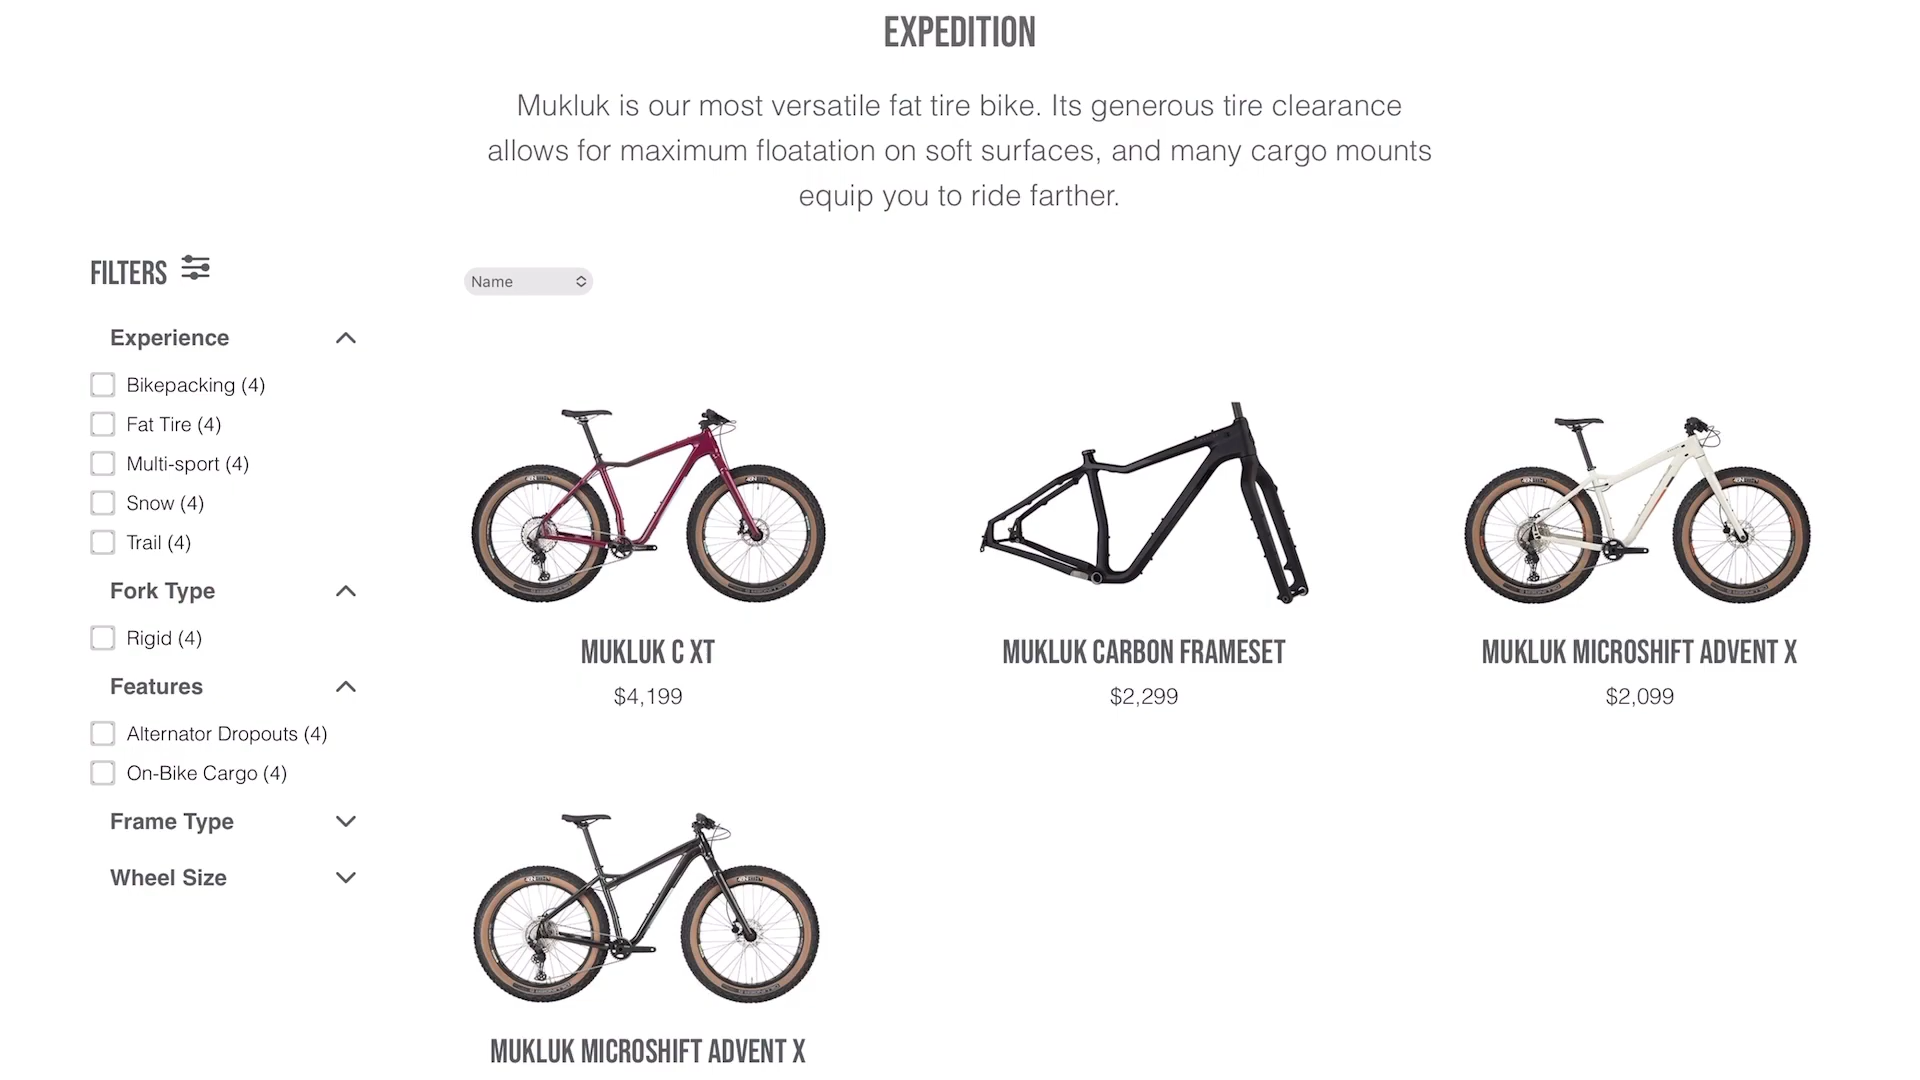 EXPEDITION
Mukluk is our most versatile fat tire bike. Its generous tire clearance
allows for maximum floatation on soft surfaces, and many cargo mounts
equip you to ride farther.
FILTERS
Name
Experience
Bikepacking (4)
Fat Tire (4)
Multi-sport (4)
Snow (4)
Trail (4)
Fork Type
Rigid (4)
Features
Alternator Dropouts (4)
On-Bike Cargo (4)
Frame Type
Wheel Size
MUKLUK C XT
$4,199
MUKLUK CARBON FRAMESET
$2,299
MUKLUK MICROSHIFT ADVENT X
$2,099
MUKLUK MICROSHIFT ADVENT X